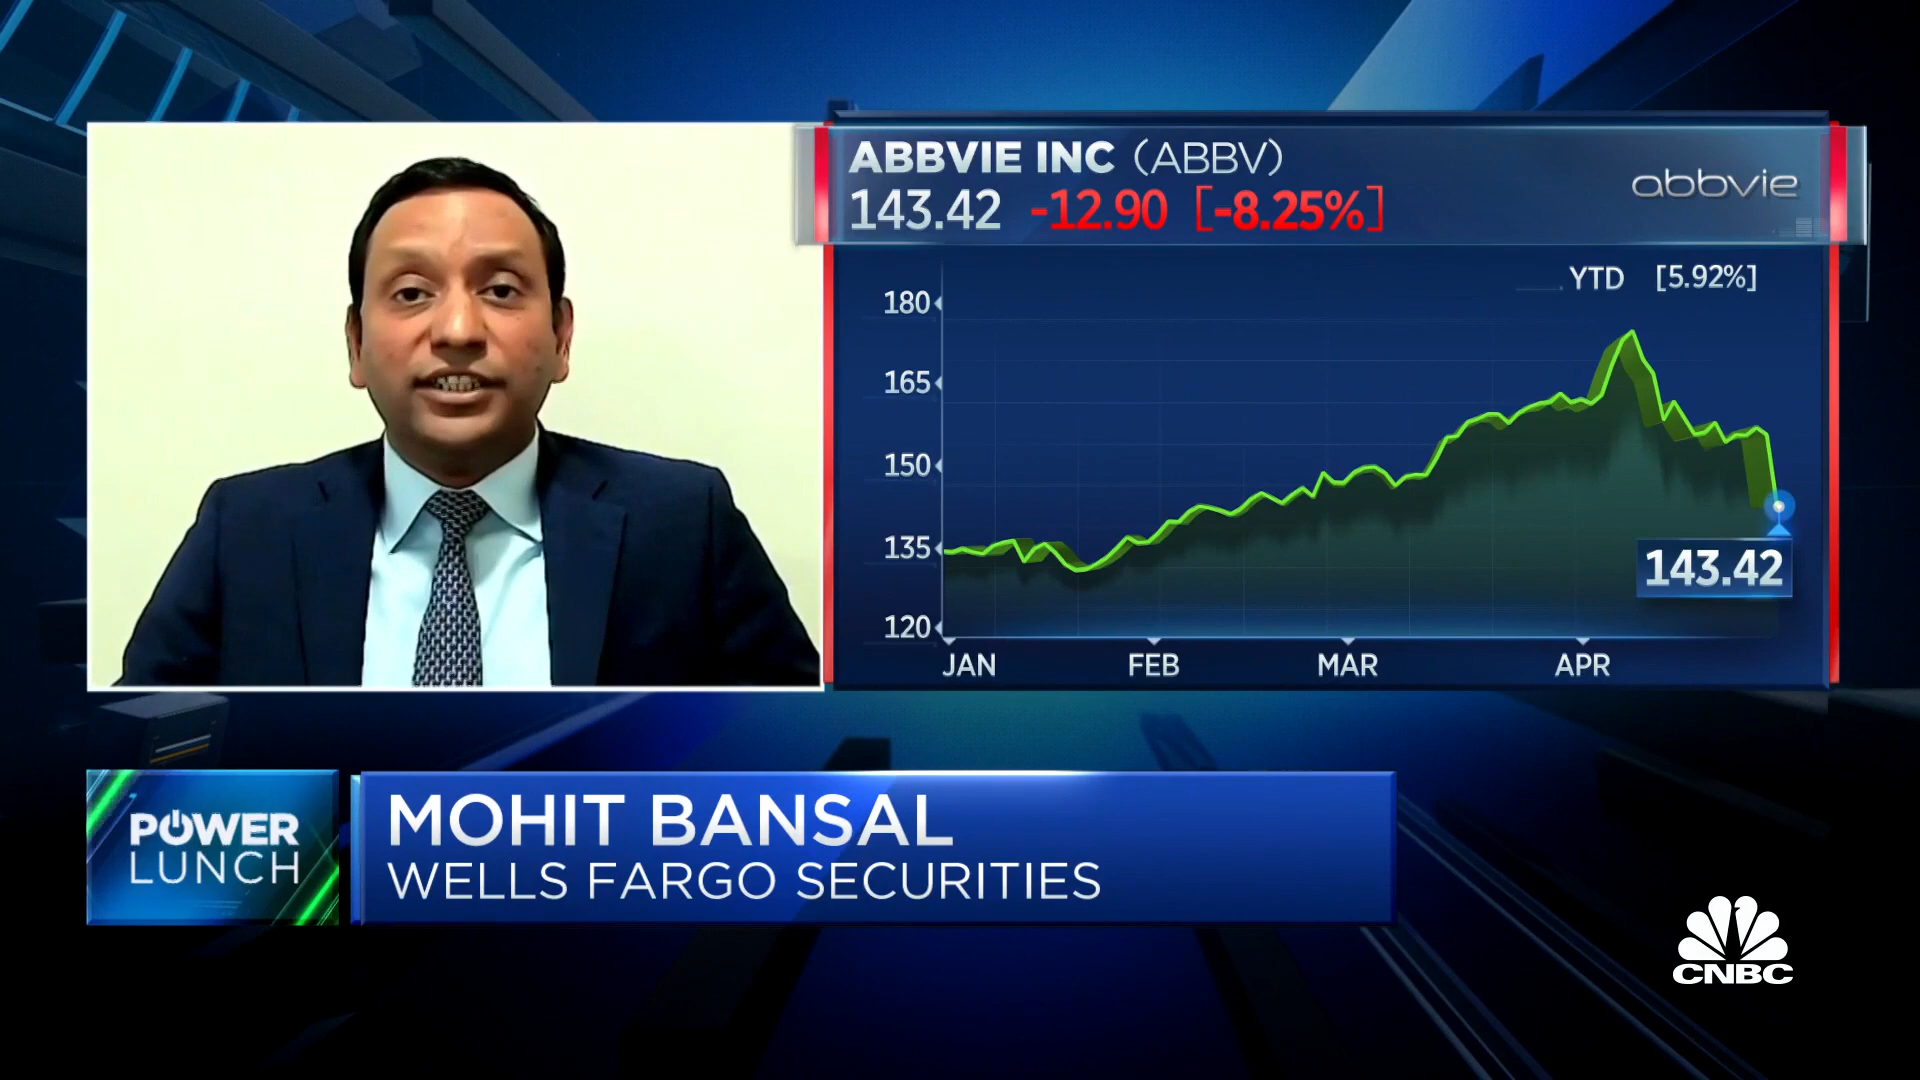 ABBVIE INC (ABBV)
143.42 -12.90 [-8.25%]
abbvie
YTD [5.92%]
180
165
150
135
120
143.42
JAN FEB MAR APR
POWER
LUNCH
MOHIT BANSAL
WELLS FARGO SECURITIES
CNBC